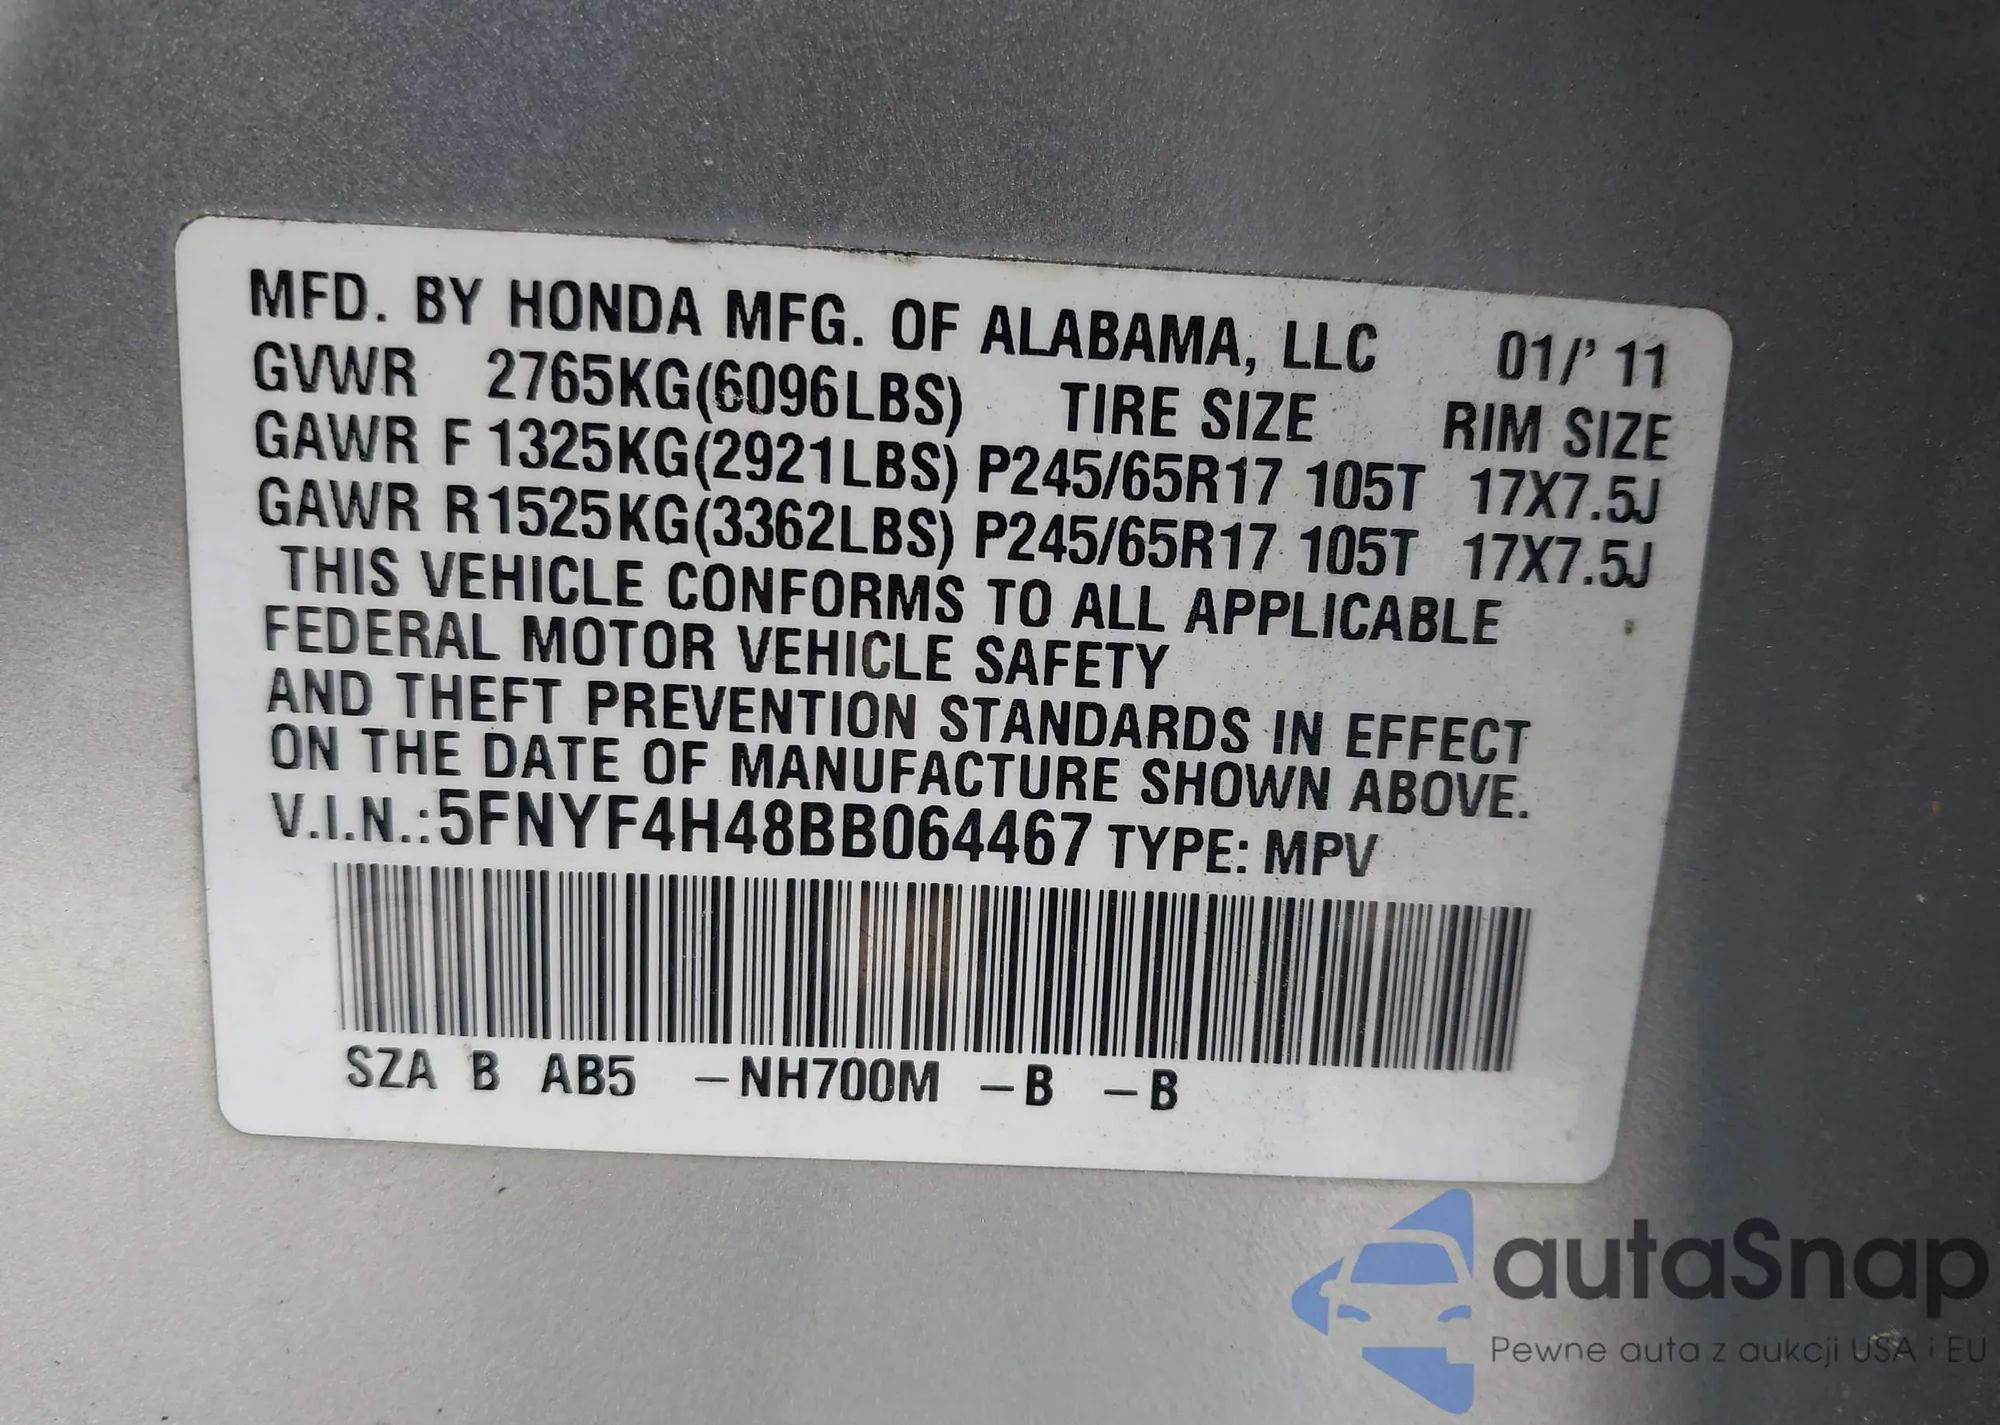 MFD. BY HONDA MFG. OF ALABAMA, LLC 01/'11
GVWR 2765KG(6096LBS) TIRE SIZE RIM SIZE
GAWR F 1325KG(2921LBS) P245/65R17 105T 17X7.5J
GAWR R 1525KG(3362LBS) P245/65R17 105T 17X7.5J
THIS VEHICLE CONFORMS TO ALL APPLICABLE
FEDERAL MOTOR VEHICLE SAFETY
AND THEFT PREVENTION STANDARDS IN EFFECT
ON THE DATE OF MANUFACTURE SHOWN ABOVE.
V.I.N.:5FNYF4H48BB064467 TYPE: MPV
SZA B AB5 –NH700M –B –B
autaSnap
Pewne auta z aukcji USA i EU